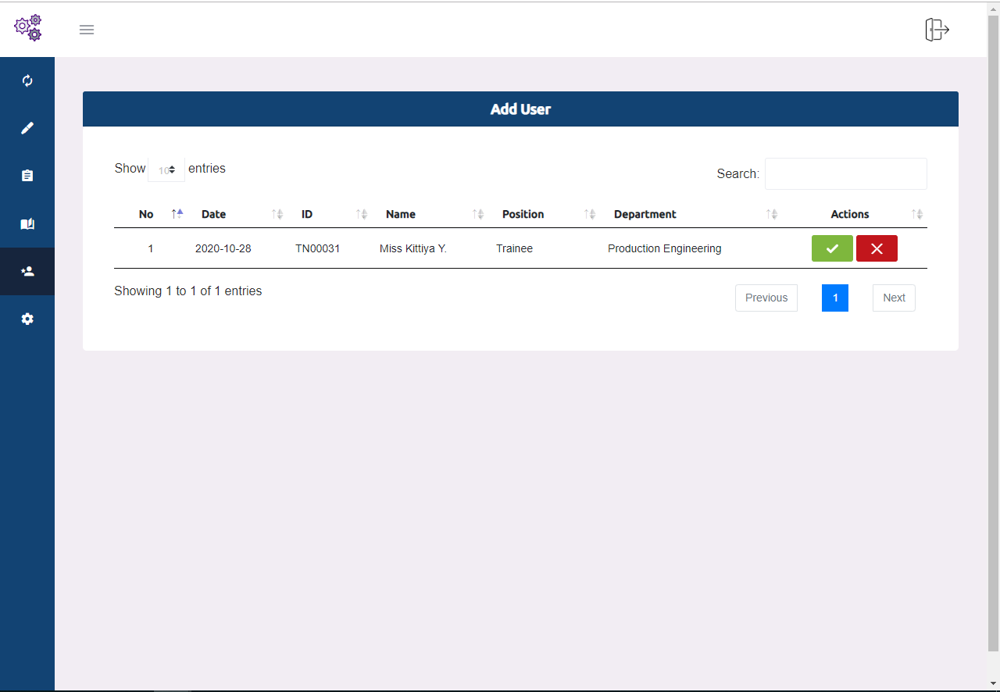 Add User
Show 10 entries
Search:
No Date ID Name Position Department Actions
1 2020-10-28 TN00031 Miss Kittiya Y. Trainee Production Engineering
Showing 1 to 1 of 1 entries
Previous 1 Next